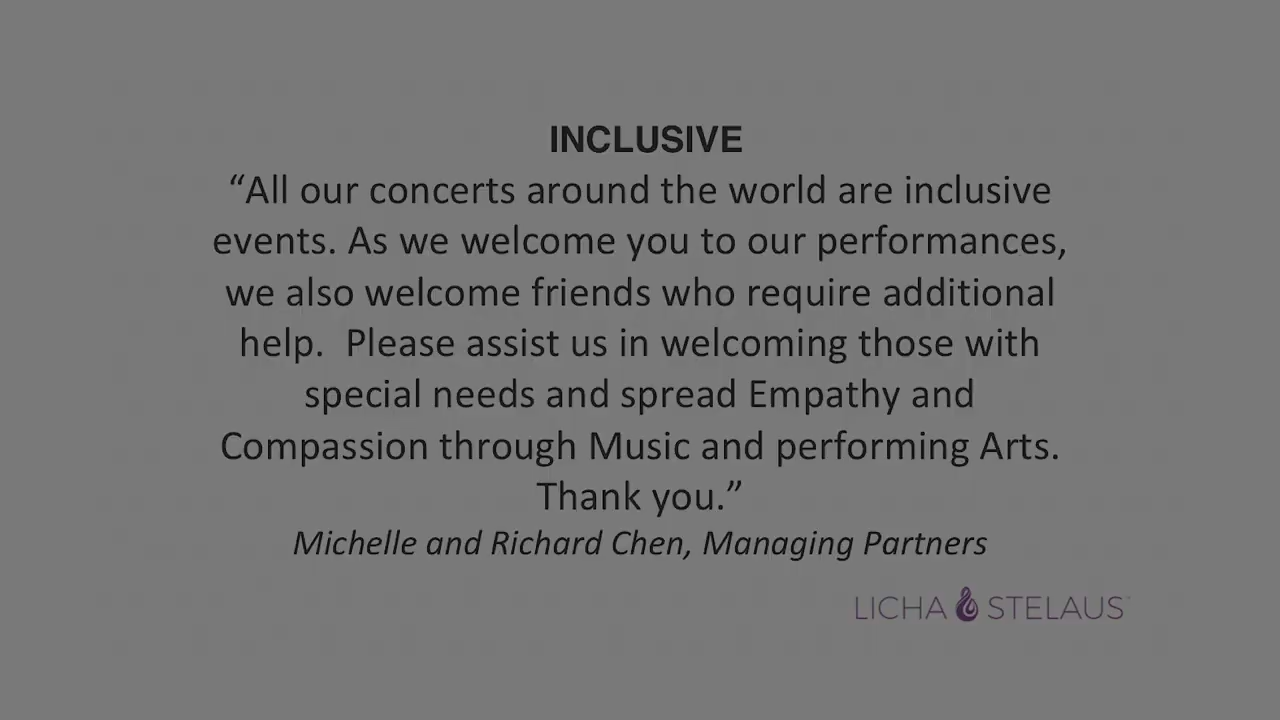 INCLUSIVE
“All our concerts around the world are inclusive
events. As we welcome you to our performances,
we also welcome friends who require additional
help.  Please assist us in welcoming those with
special needs and spread Empathy and
Compassion through Music and performing Arts.
Thank you.”
Michelle and Richard Chen, Managing Partners
LICHA STELAUS